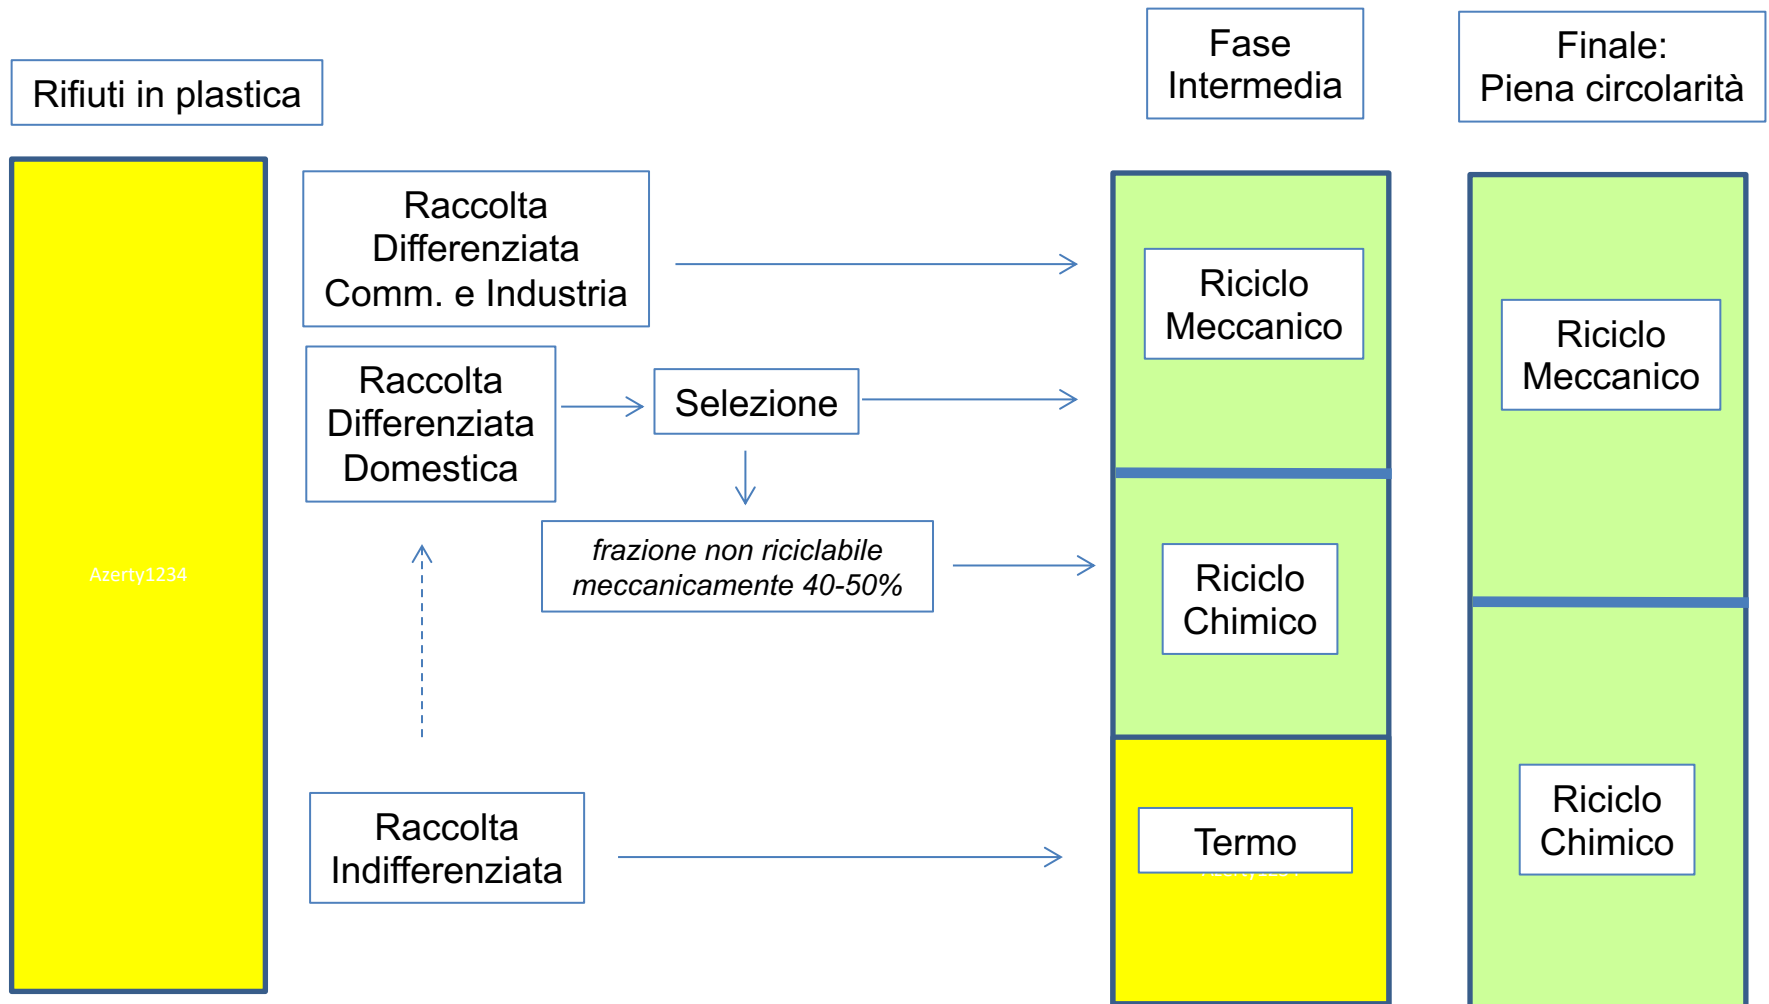 Rifiuti in plastica
Fase
Intermedia
Finale:
Piena circolarità
Azerty1234
Raccolta
Differenziata
Comm. e Industria
Raccolta
Differenziata
Domestica
Selezione
frazione non riciclabile
meccanicamente 40-50%
Raccolta
Indifferenziata
Riciclo
Meccanico
Riciclo
Chimico
Termo
Riciclo
Meccanico
Riciclo
Chimico